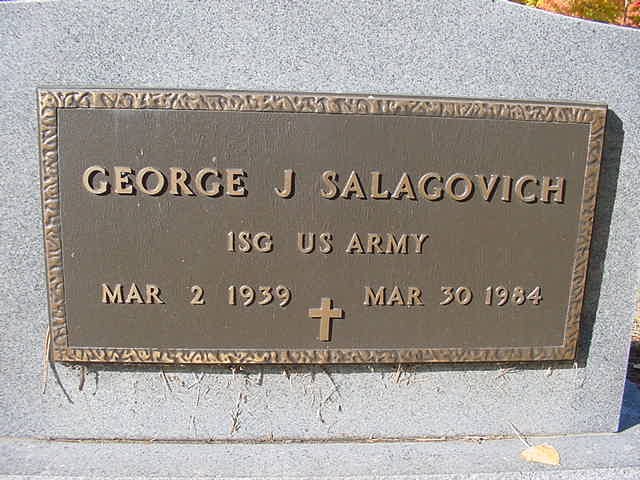 GEORGE J SALAGOVICH
1SG US ARMY
MAR 2 1939 MAR 30 1984